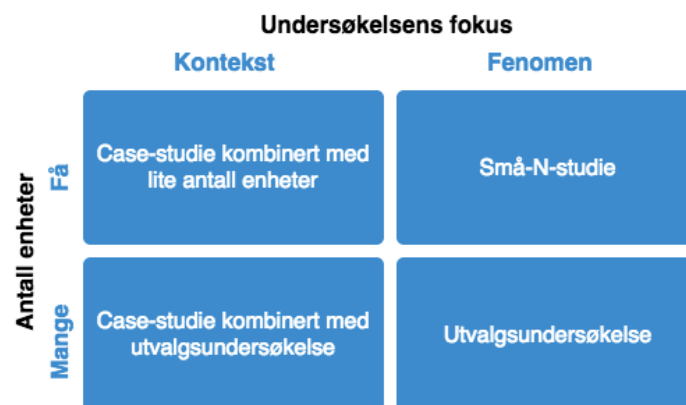 Undersøkelsens fokus
Kontekst
Fenomen
Antall enheter
Få
Case-studie kombinert med
lite antall enheter
Små-N-studie
Mange
Case-studie kombinert med
utvalgsundersøkelse
Utvalgsundersøkelse